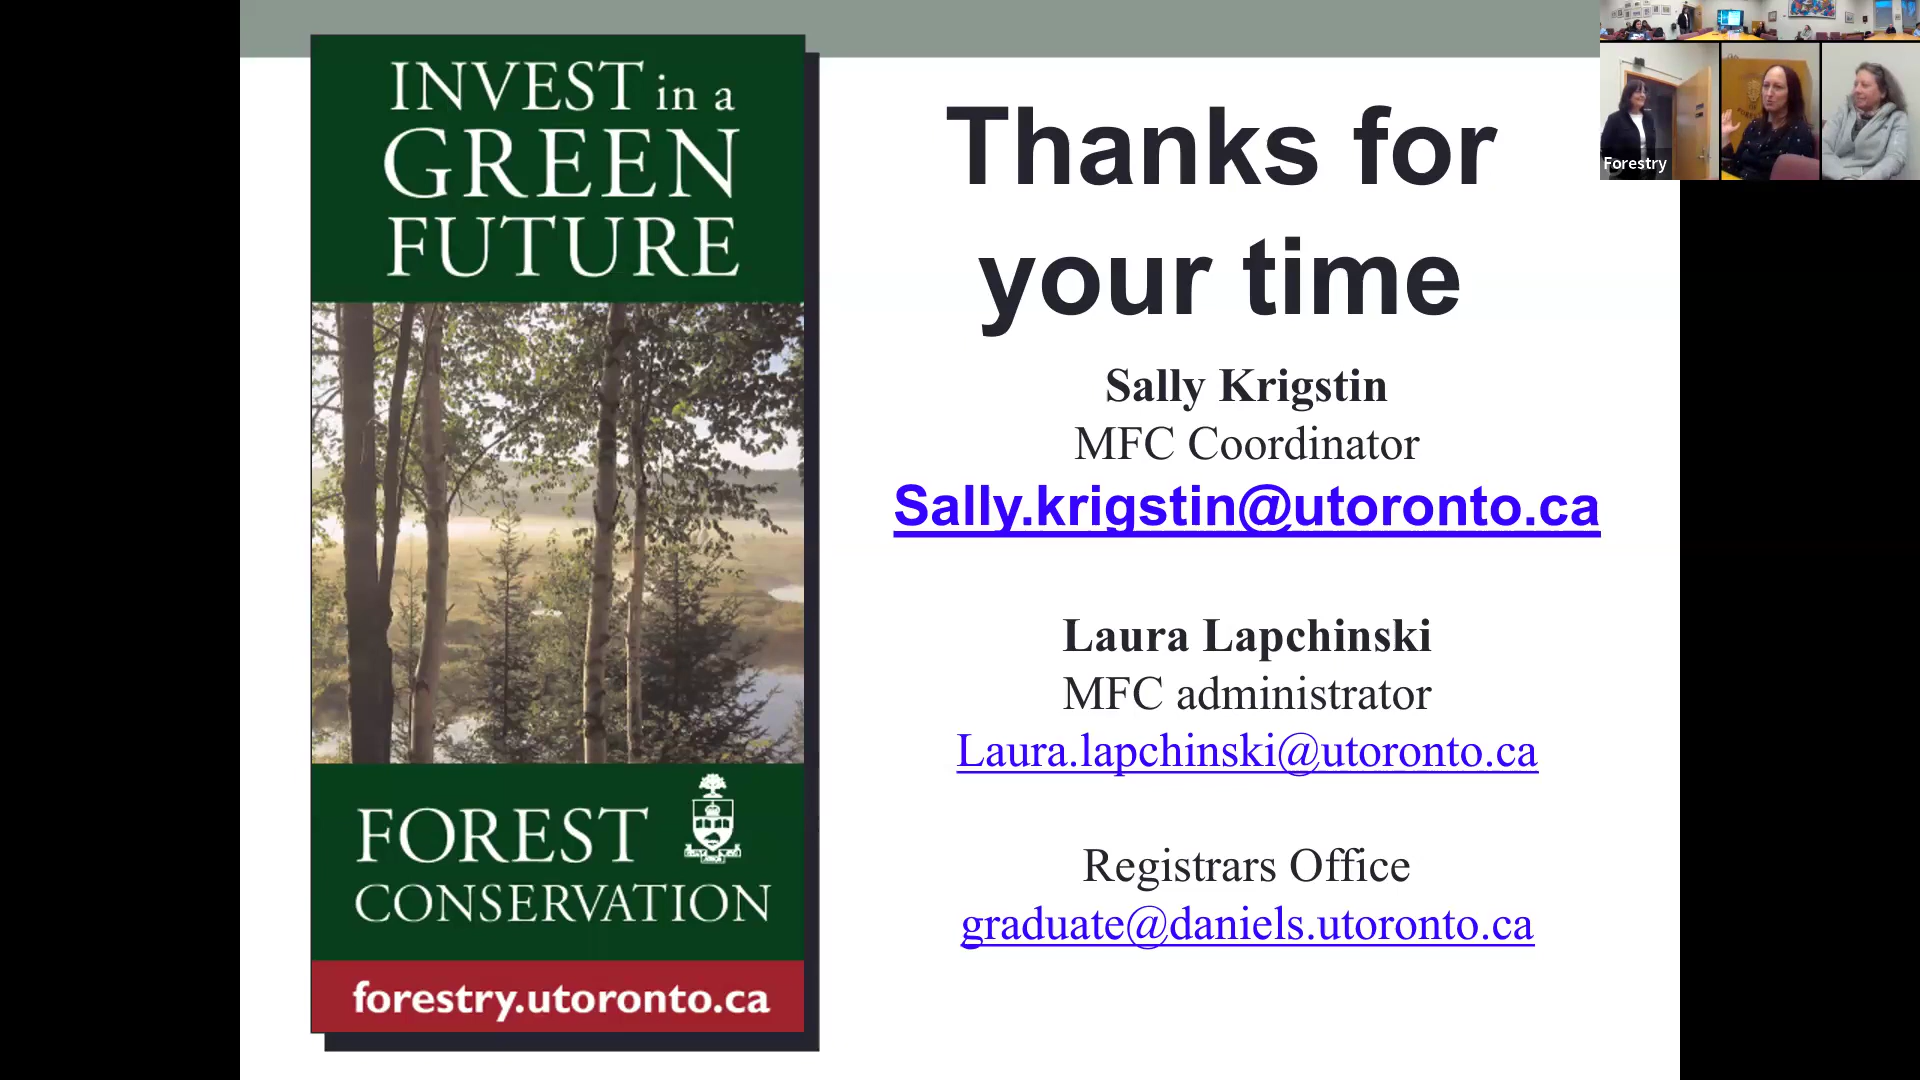 INVEST in a
GREEN
FUTURE
FOREST
CONSERVATION
forestry.utoronto.ca
Thanks for
your time
Sally Krigstin
MFC Coordinator
Sally.krigstin@utoronto.ca
Laura Lapchinski
MFC administrator
Laura.lapchinski@utoronto.ca
Registrars Office
graduate@daniels.utoronto.ca
Forestry